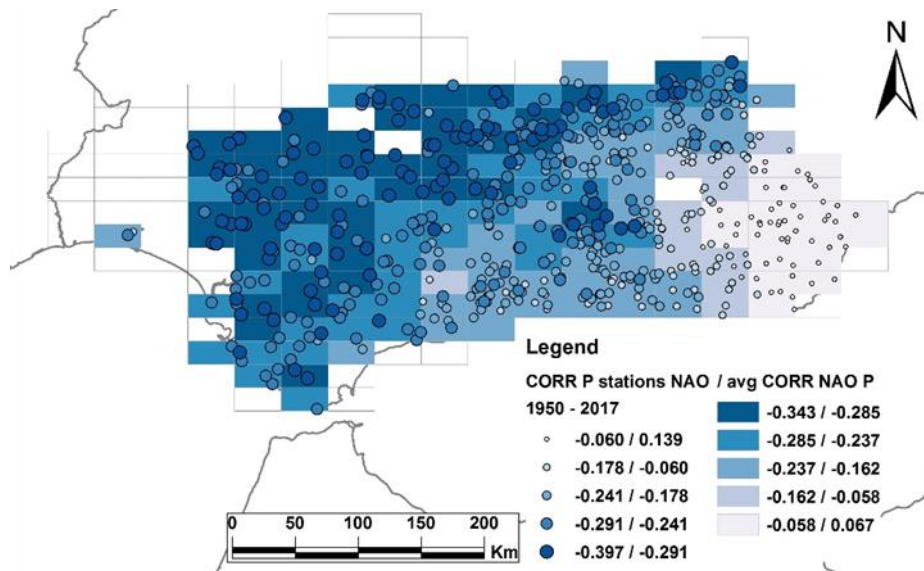 N
Legend
CORR P stations NAO / avg CORR NAO P
1950 - 2017
-0.060 / 0.139
-0.178 / -0.060
-0.241 / -0.178
-0.291 / -0.241
-0.397 / -0.291
-0.343 / -0.285
-0.285 / -0.237
-0.237 / -0.162
-0.162 / -0.058
-0.058 / 0.067
0 50 100 150 200
Km